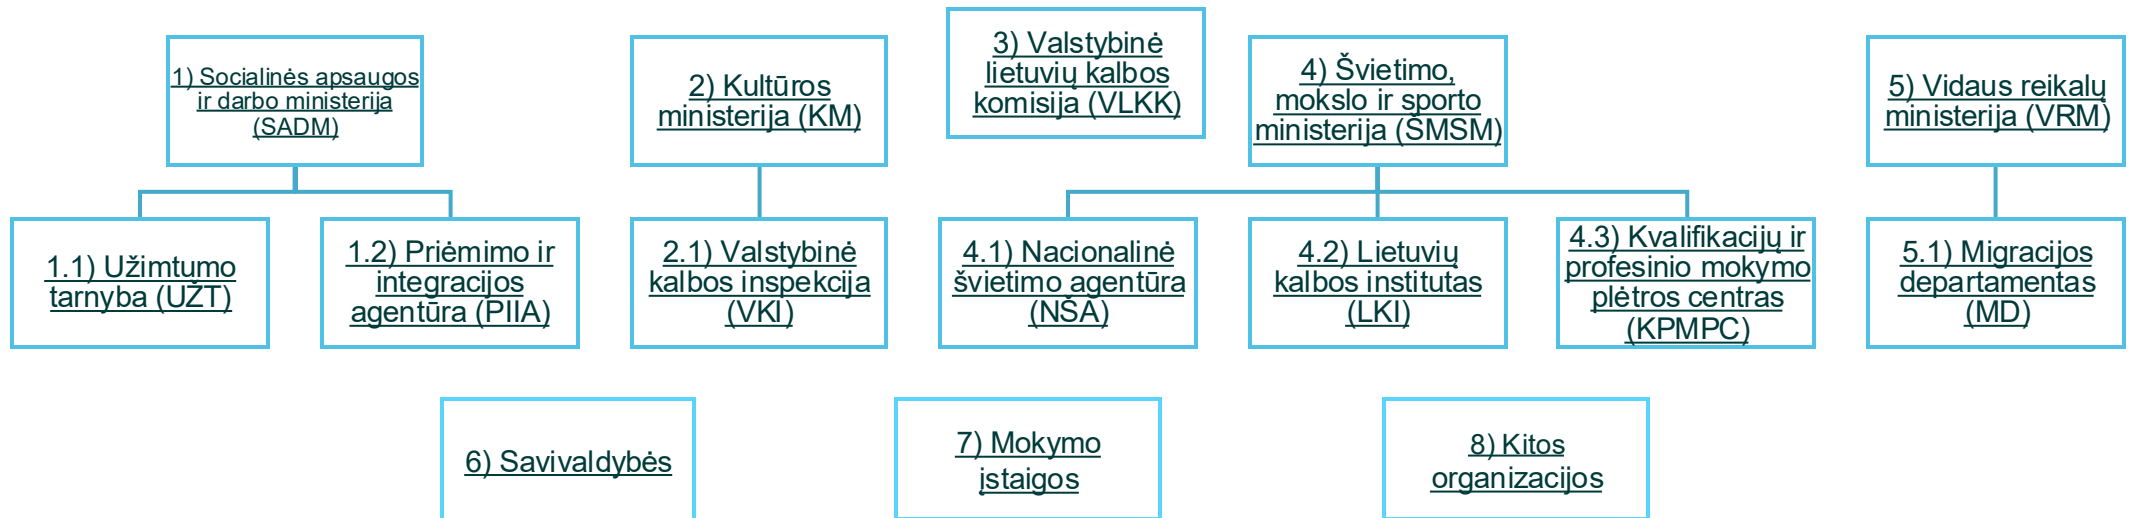 1) Socialinės apsaugos
ir darbo ministerija
(SADM)
2) Kultūros
ministerija (KM)
3) Valstybinė
lietuvių kalbos
komisija (VLKK)
4) Švietimo,
mokslo ir sporto
ministerija (ŠMSM)
5) Vidaus reikalų
ministerija (VRM)
1.1) Užimtumo
tarnyba (UŽT)
1.2) Priėmimo ir
integracijos
agentūra (PIIA)
2.1) Valstybinė
kalbos inspekcija
(VKI)
4.1) Nacionalinė
švietimo agentūra
(NŠA)
4.2) Lietuvių
kalbos institutas
(LKI)
4.3) Kvalifikacijų ir
profesinio mokymo
plėtros centras
(KPMPC)
5.1) Migracijos
departamentas
(MD)
6) Savivaldybės
7) Mokymo
įstaigos
8) Kitos
organizacijos